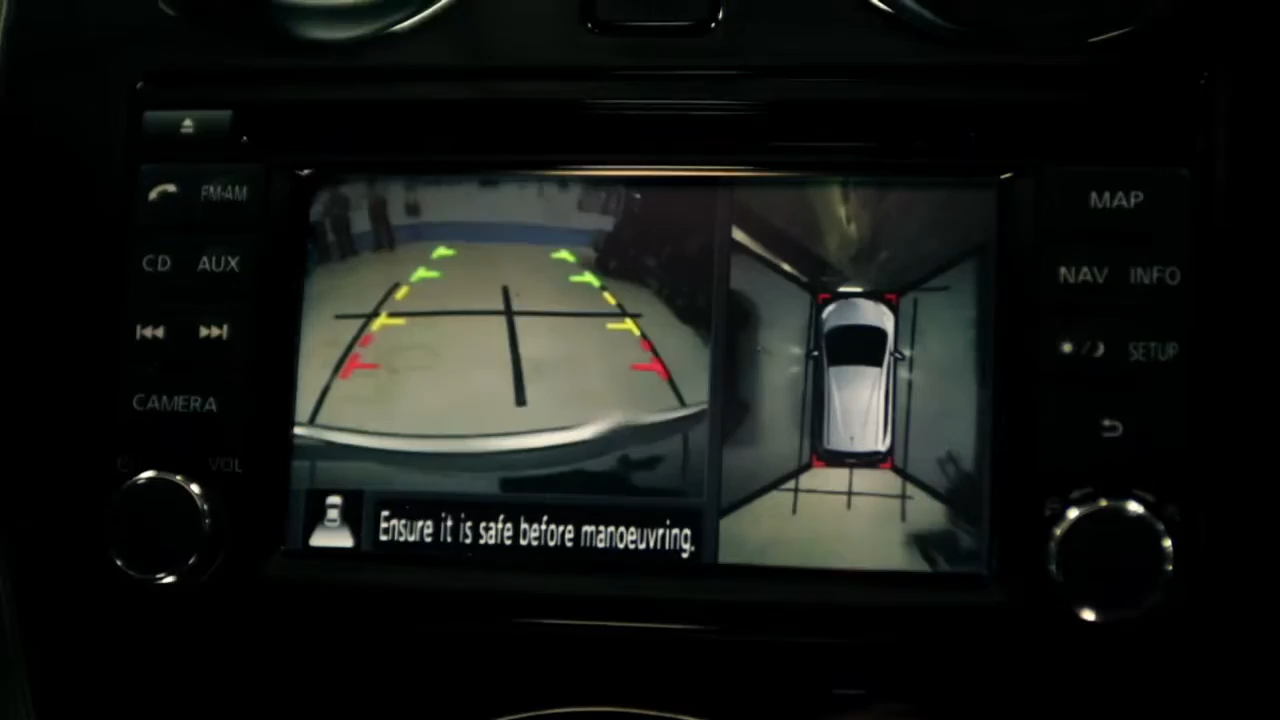 FM·AM
CD AUX
CAMERA
VOL
Ensure it is safe before manoeuvring.
MAP
NAV INFO
SETUP